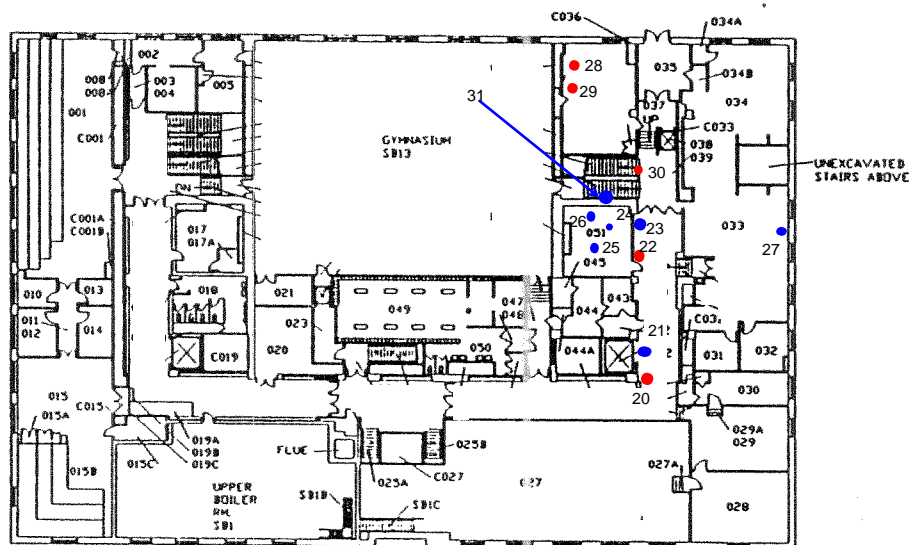 C036
034A
002
035
034B
008
008
003
004
005
28
29
034
001
31
037
UP
C033
C001
GYMNASIUM
SB13
038
039
30
UNEXCAVATED
STAIRS ABOVE
DN
C001A
C001B
017
017A
26
24
051
23
033
25
22
27
045
010
013
018
021
047
048
043
049
044
011
012
014
023
C019
020
050
044A
21
031
032
20
030
015
C015
015A
019A
019B
019C
015C
029A
029
FLUE
025B
015B
C027
025A
027
027A
UPPER
BOILER
RM.
SB1
SB1B
SB1C
028